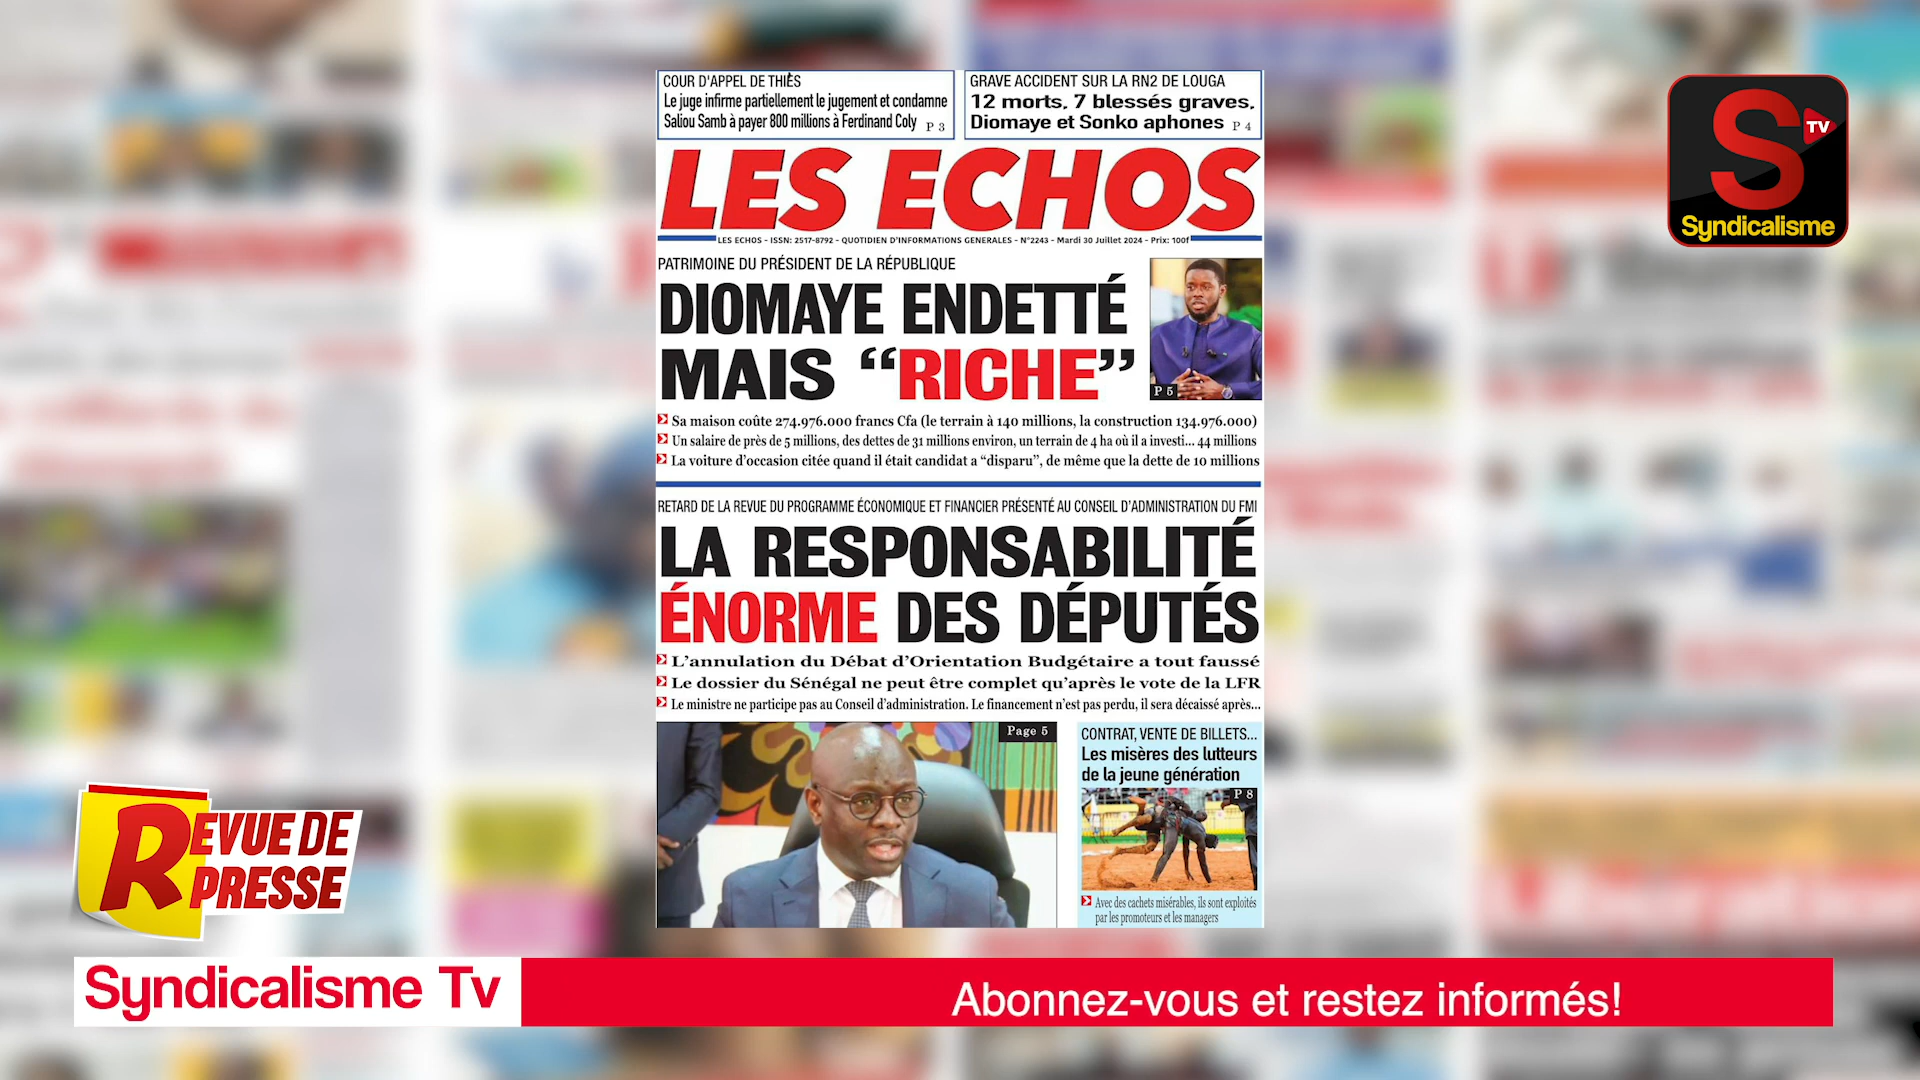 COUR D'APPEL DE THIÈS
Le juge infirme partiellement le jugement et condamne
Saliou Samb à payer 800 millions à Ferdinand Coly P 3
GRAVE ACCIDENT SUR LA RN2 DE LOUGA
12 morts, 7 blessés graves,
Diomaye et Sonko aphones P 4
LES ECHOS
LES ECHOS - ISSN: 2517-8792 - QUOTIDIEN D'INFORMATIONS GENERALES - N°2243 - Mardi 30 Juillet 2024 - Prix: 100f
PATRIMOINE DU PRÉSIDENT DE LA RÉPUBLIQUE
DIOMAYE ENDETTÉ
MAIS “RICHE”
P 5
Sa maison coûte 274.976.000 francs Cfa (le terrain à 140 millions, la construction 134.976.000)
Un salaire de près de 5 millions, des dettes de 31 millions environ, un terrain de 4 ha où il a investi... 44 millions
La voiture d’occasion citée quand il était candidat a “disparu”, de même que la dette de 10 millions
RETARD DE LA REVUE DU PROGRAMME ÉCONOMIQUE ET FINANCIER PRÉSENTÉ AU CONSEIL D’ADMINISTRATION DU FMI
LA RESPONSABILITÉ
ÉNORME DES DÉPUTÉS
L’annulation du Débat d’Orientation Budgétaire a tout faussé
Le dossier du Sénégal ne peut être complet qu’après le vote de la LFR
Le ministre ne participe pas au Conseil d’administration. Le financement n’est pas perdu, il sera décaissé après...
Page 5
CONTRAT, VENTE DE BILLETS...
Les misères des lutteurs
de la jeune génération
P 8
Avec des cachets misérables, ils sont exploités
par les promoteurs et les managers
S TV
Syndicalisme
REVUE DE
PRESSE
Syndicalisme Tv
Abonnez-vous et restez informés!